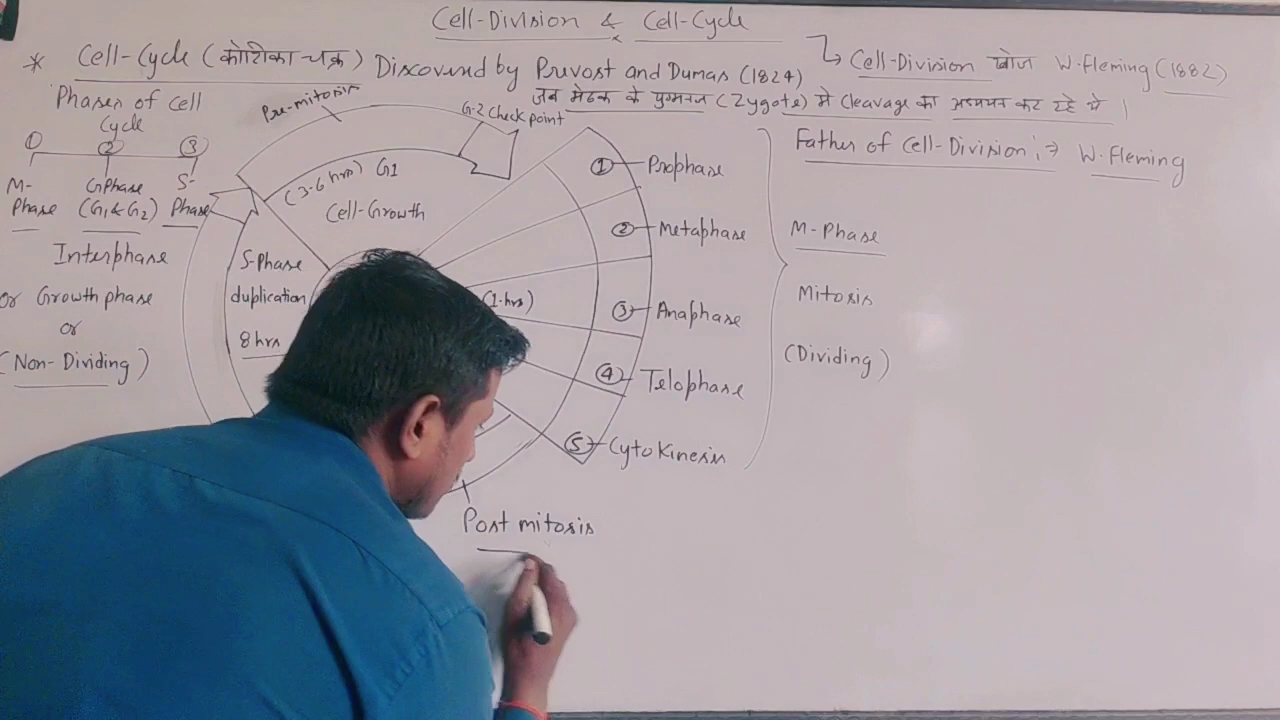 Cell-Division & Cell-Cycle
* Cell-Cycle (कोशिका-चक्र) Discovered by Prevost and Dumas (1824)
↳ Cell-Division खोज W.Fleming (1882)
जब मेंढक के युग्मनज (Zygote) में Cleavage का अध्ययन कर रहे थे ।
Father of Cell-Division :→ W.Fleming
Phases of Cell
Cycle
① ② ③
M-Phase
G Phase (G1 & G2)
S-Phase
Interphase
or Growth phase
or
(Non-Dividing)
Pre-mitosis
G-2 Check point
(3-6 hrs) G1
Cell-Growth
S-Phase
duplication
8 hrs
(1-hrs)
① Prophase
② Metaphase
③ Anaphase
④ Telophase
⑤ Cytokinesis
M-Phase
Mitosis
(Dividing)
Post mitosis